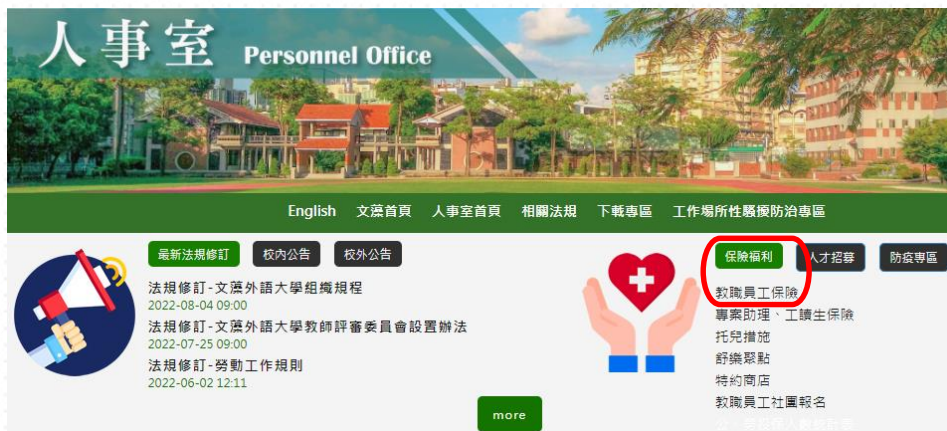 人事室 Personnel Office
English 文藻首頁 人事室首頁 相關法規 下載專區 工作場所性騷擾防治專區
最新法規修訂 校內公告 校外公告
法規修訂-文藻外語大學組織規程
2022-08-04 09:00
法規修訂-文藻外語大學教師評審委員會設置辦法
2022-07-25 09:00
法規修訂-勞動工作規則
2022-06-02 12:11
more
保險福利 人才招募 防疫專區
教職員工保險
專案助理、工讀生保險
托兒措施
舒樂聚點
特約商店
教職員工社團報名